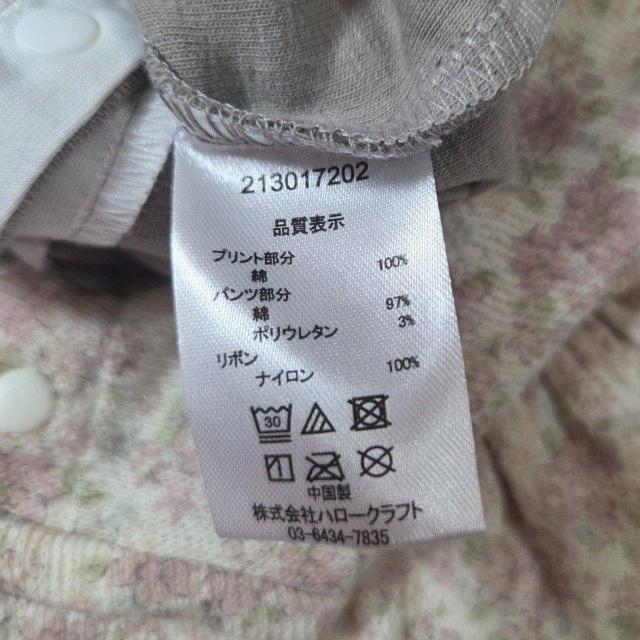 213017202
品質表示
プリント部分
綿 100%
パンツ部分
綿 97%
ポリウレタン 3%
リボン
ナイロン 100%
30
中国製
株式会社ハロークラフト
03-6434-7835